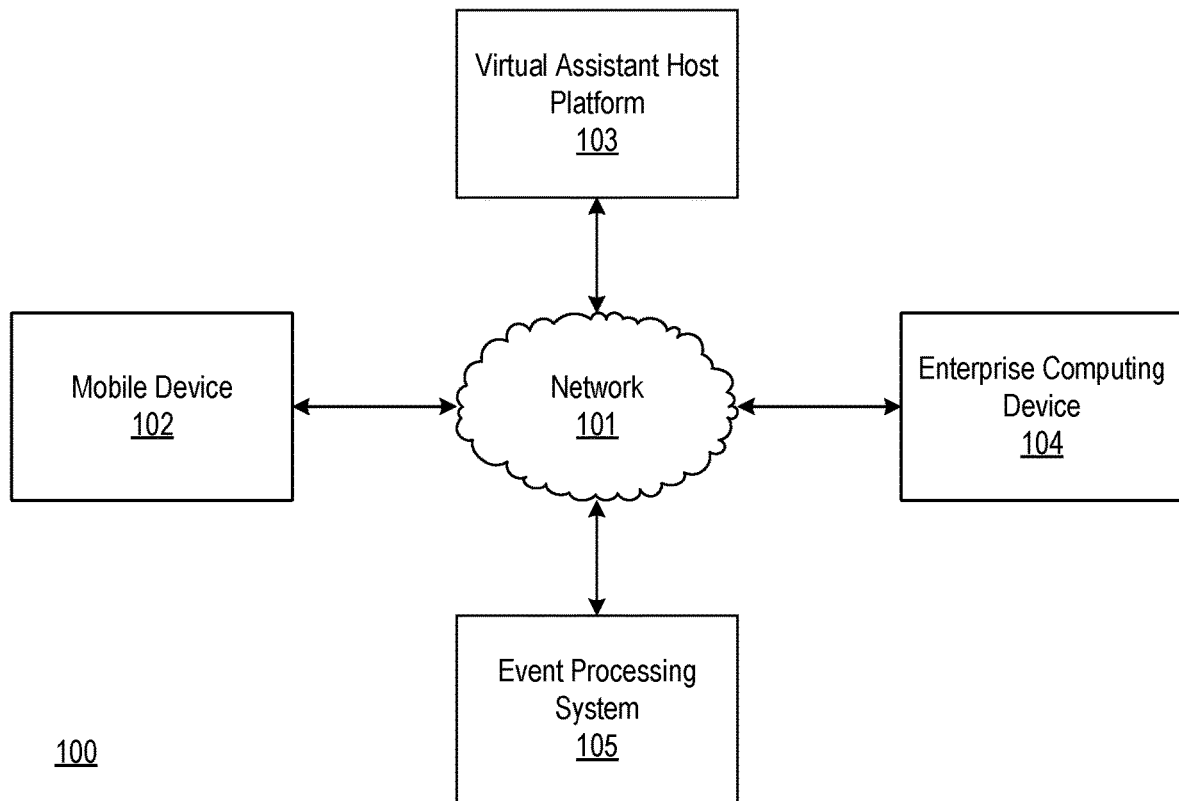 Virtual Assistant Host
Platform
103
Mobile Device
102
Network
101
Enterprise Computing
Device
104
Event Processing
System
105
100